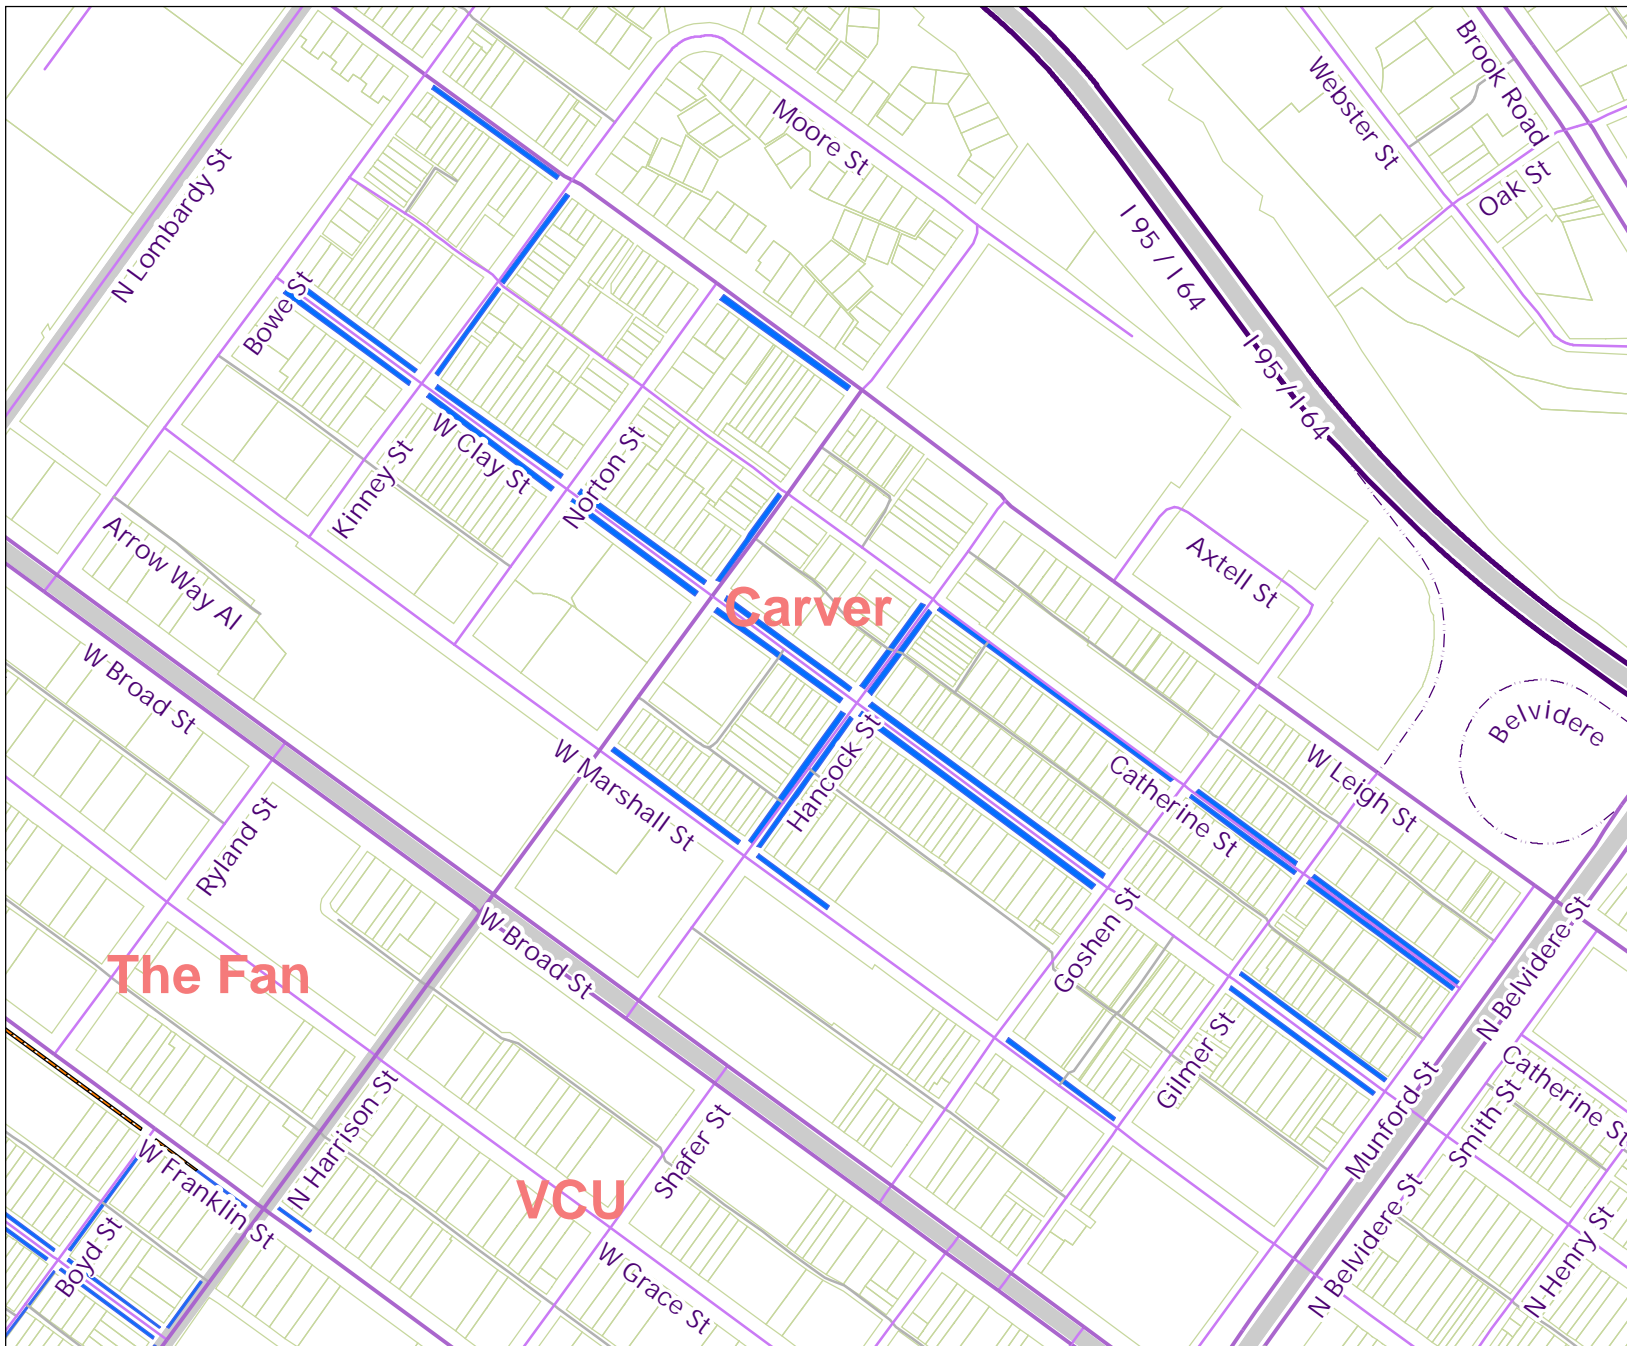 Brook Road
Webster St
Moore St
Oak St
N Lombardy St
I 95 / I 64
Bowe St
I-95 / I-64
W Clay St
Norton St
Kinney St
Arrow Way Al
Axtell St
Carver
W Broad St
Belvidere
Hancock St
W Marshall St
W Leigh St
Catherine St
Ryland St
Goshen St
N Belvidere St
W Broad St
The Fan
Gilmer St
Catherine St
Munford St
Smith St
N Harrison St
Shafer St
W Franklin St
VCU
N Belvidere St
N Henry St
Boyd St
W Grace St